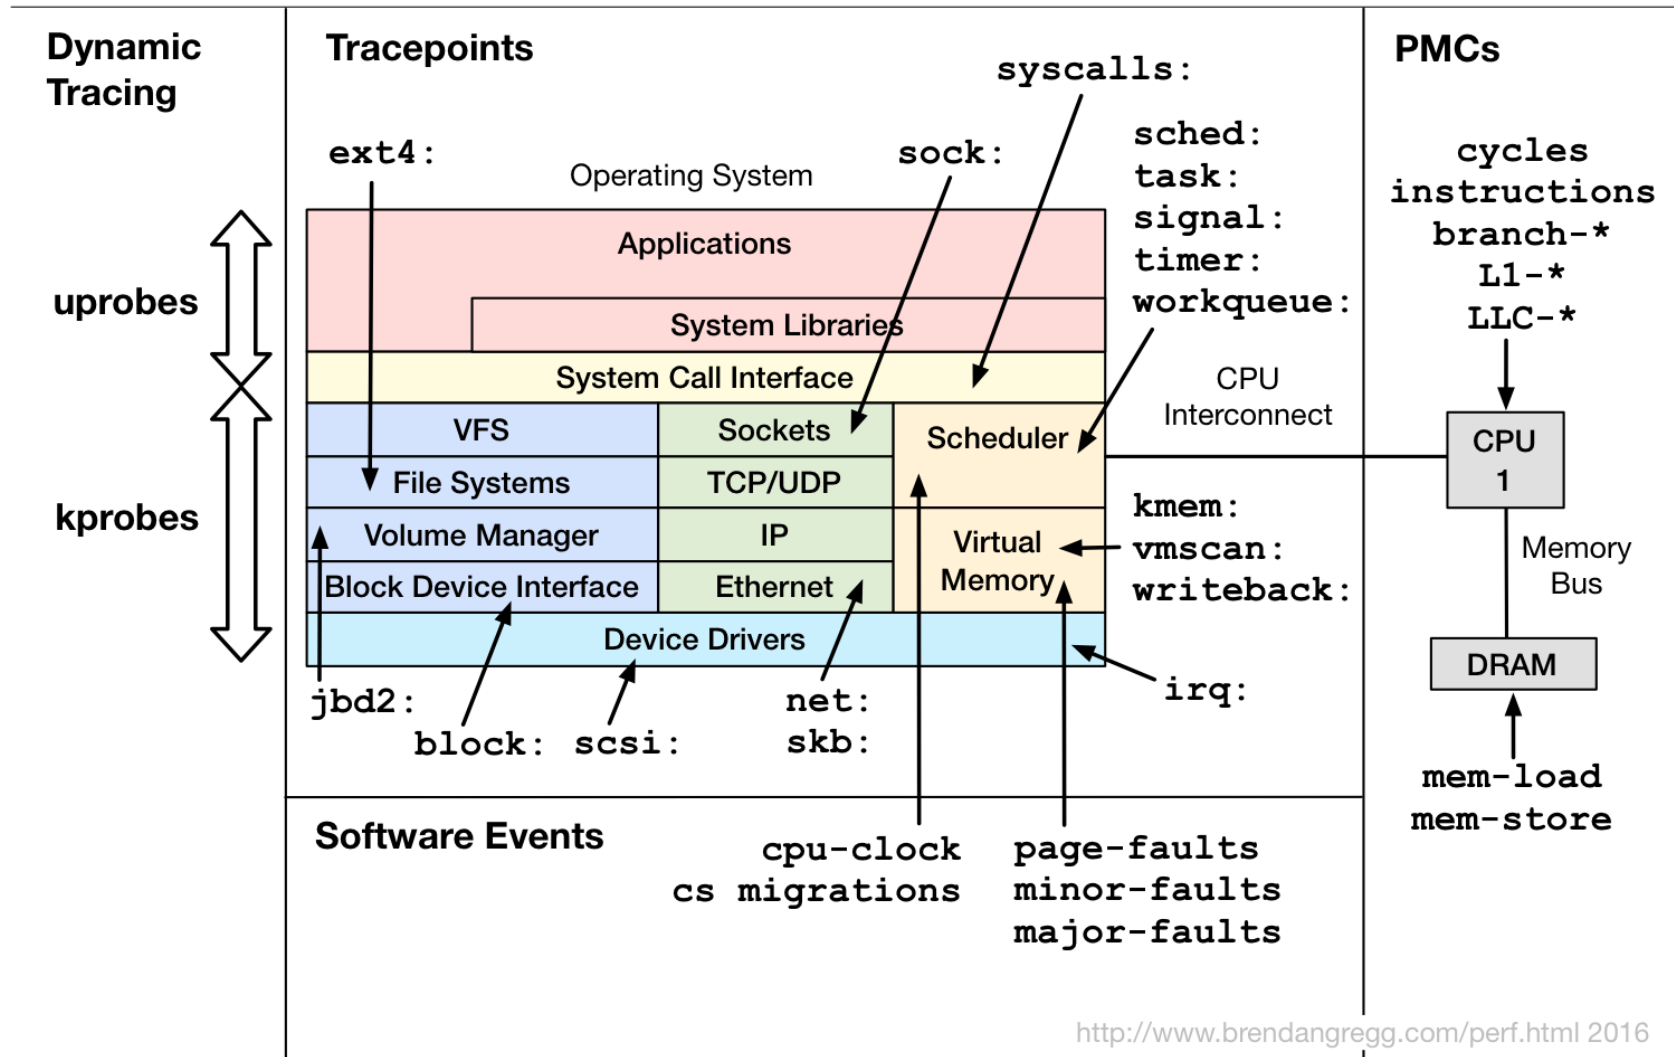 Dynamic
Tracing
uprobes
kprobes
Tracepoints
syscalls:
ext4:
sock:
Operating System
sched:
task:
signal:
timer:
workqueue:
Applications
System Libraries
System Call Interface
VFS
Sockets
Scheduler
File Systems
TCP/UDP
Volume Manager
IP
Virtual
Memory
Block Device Interface
Ethernet
Device Drivers
kmem:
vmscan:
writeback:
jbd2:
block:
scsi:
net:
skb:
irq:
CPU
Interconnect
PMCs
cycles
instructions
branch-*
L1-*
LLC-*
CPU
1
Memory
Bus
DRAM
mem-load
mem-store
Software Events
cpu-clock
cs migrations
page-faults
minor-faults
major-faults
http://www.brendangregg.com/perf.html 2016